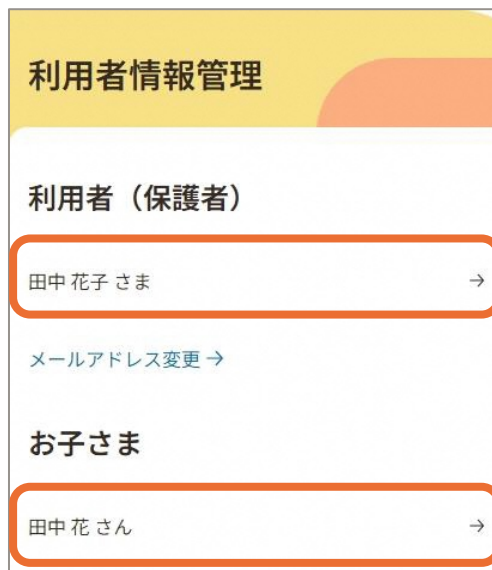 利用者情報管理
利用者（保護者）
田中 花子 さま →
メールアドレス変更 →
お子さま
田中 花 さん →